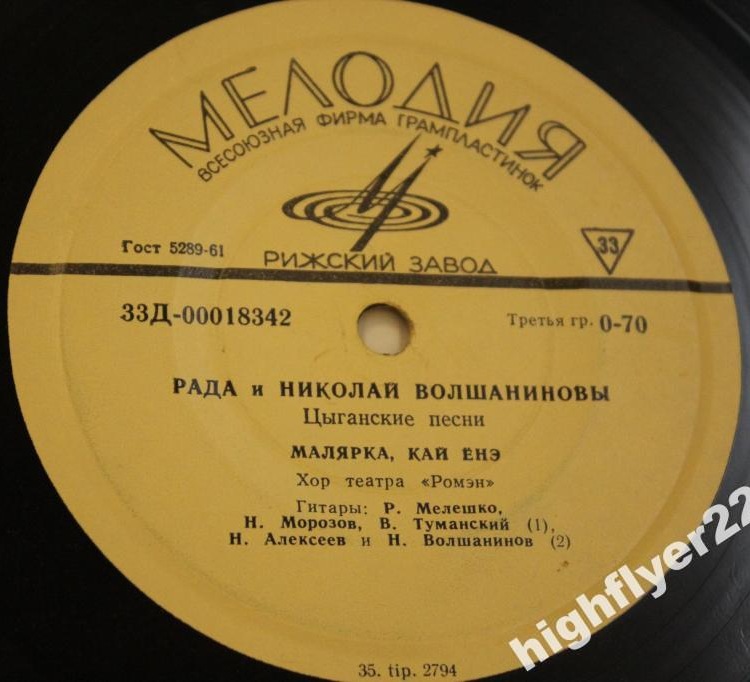 МЕЛОДИЯ
ВСЕСОЮЗНАЯ ФИРМА ГРАМПЛАСТИНОК
Гост 5289-61
33
РИЖСКИЙ ЗАВОД
33Д-00018342
Третья гр. 0-70
РАДА и НИКОЛАЙ ВОЛШАНИНОВЫ
Цыганские песни
МАЛЯРКА, КАЙ ЁНЭ
Хор театра «Ромэн»
Гитары: Р. Мелешко,
Н. Морозов, В. Туманский (1),
Н. Алексеев и Н. Волшанинов (2)
35. tip. 2794
highflyer22